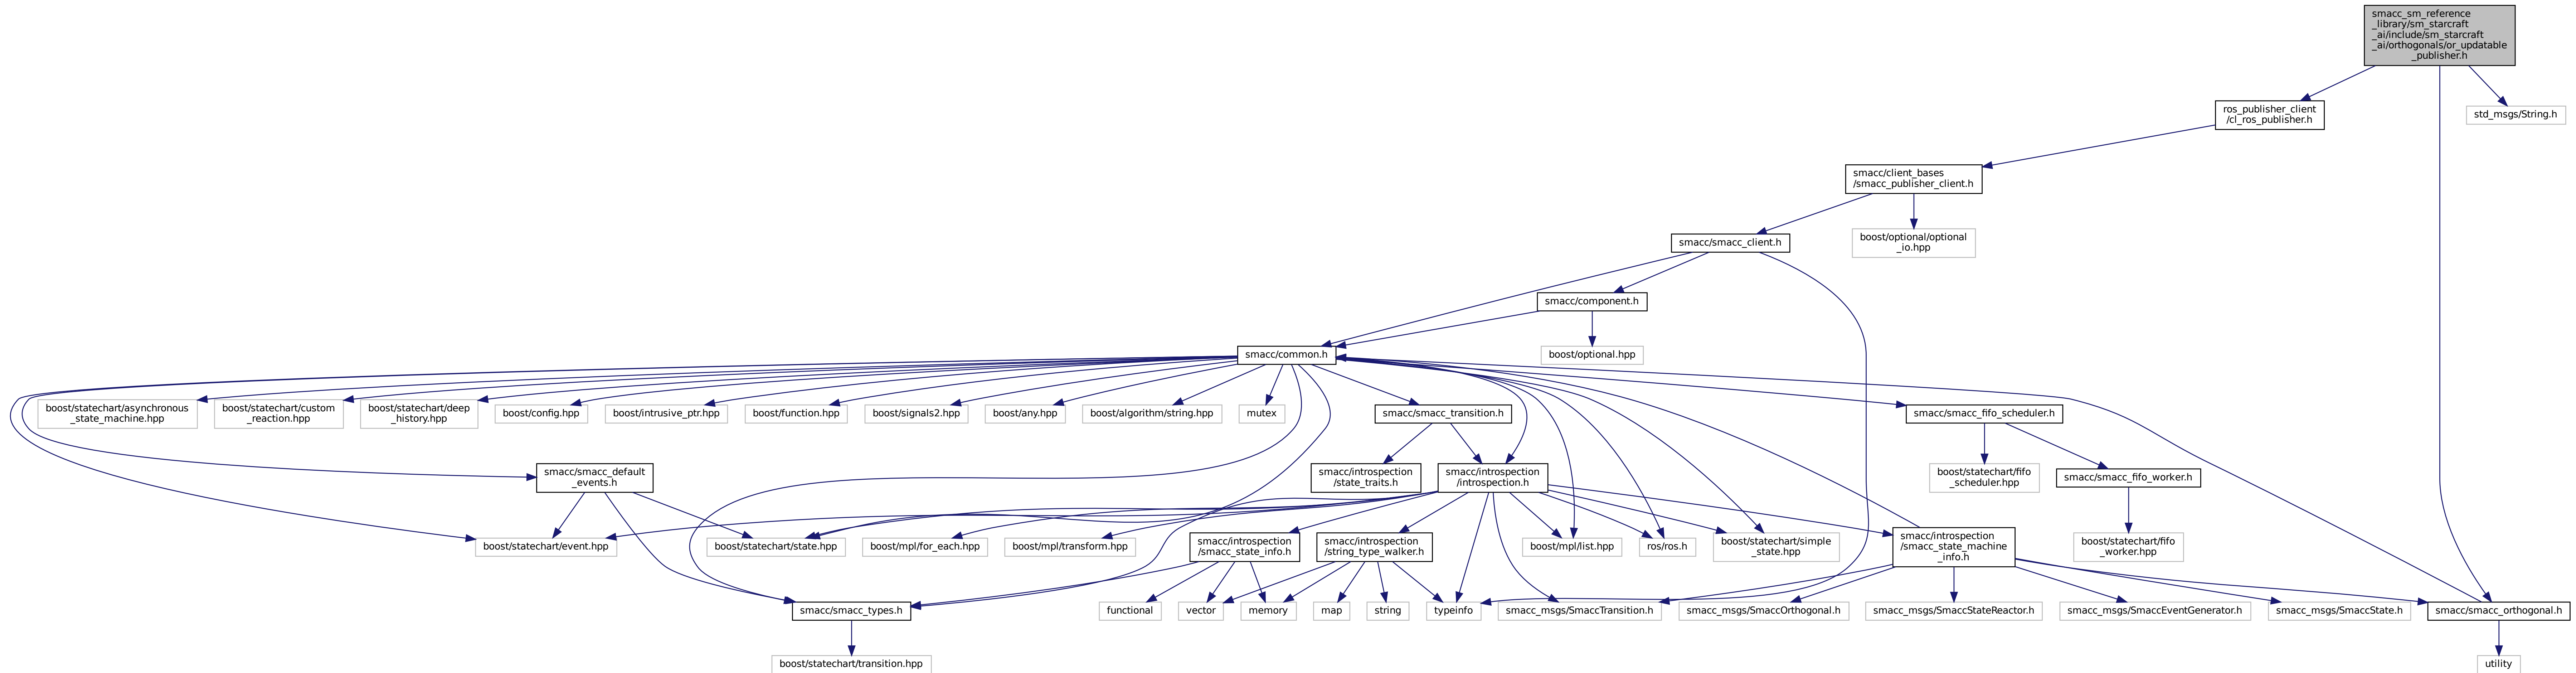 smacc_sm_reference
_library/sm_starcraft
_ai/include/sm_starcraft
_ai/orthogonals/or_updatable
_publisher.h
ros_publisher_client
/cl_ros_publisher.h
std_msgs/String.h
smacc/client_bases
/smacc_publisher_client.h
smacc/smacc_client.h
boost/optional/optional
_io.hpp
smacc/component.h
smacc/common.h
boost/optional.hpp
boost/statechart/asynchronous
_state_machine.hpp
boost/statechart/custom
_reaction.hpp
boost/statechart/deep
_history.hpp
boost/config.hpp
boost/intrusive_ptr.hpp
boost/function.hpp
boost/signals2.hpp
boost/any.hpp
boost/algorithm/string.hpp
mutex
smacc/smacc_transition.h
smacc/smacc_fifo_scheduler.h
smacc/smacc_default
_events.h
smacc/introspection
/state_traits.h
smacc/introspection
/introspection.h
boost/statechart/fifo
_scheduler.hpp
smacc/smacc_fifo_worker.h
boost/statechart/event.hpp
boost/statechart/state.hpp
boost/mpl/for_each.hpp
boost/mpl/transform.hpp
smacc/introspection
/smacc_state_info.h
smacc/introspection
/string_type_walker.h
boost/mpl/list.hpp
ros/ros.h
boost/statechart/simple
_state.hpp
smacc/introspection
/smacc_state_machine
_info.h
boost/statechart/fifo
_worker.hpp
smacc/smacc_types.h
functional
vector
memory
map
string
typeinfo
smacc_msgs/SmaccTransition.h
smacc_msgs/SmaccOrthogonal.h
smacc_msgs/SmaccStateReactor.h
smacc_msgs/SmaccEventGenerator.h
smacc_msgs/SmaccState.h
smacc/smacc_orthogonal.h
boost/statechart/transition.hpp
utility